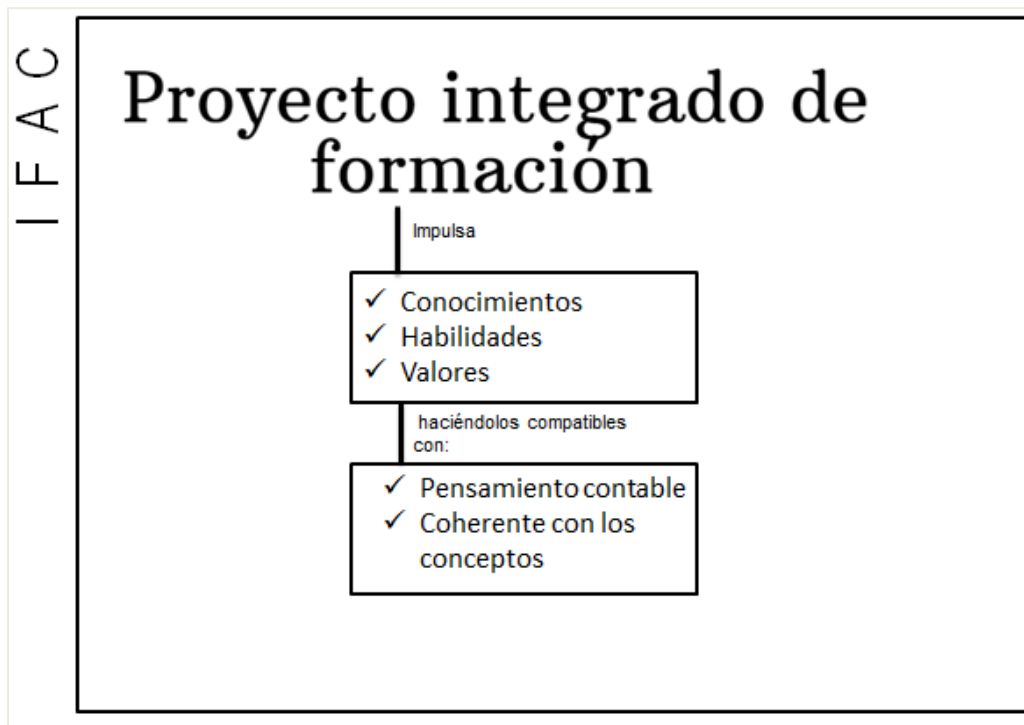 IFAC
Proyecto integrado de
formación
Impulsa
✓ Conocimientos
✓ Habilidades
✓ Valores
haciéndolos compatibles
con:
✓ Pensamiento contable
✓ Coherente con los
conceptos